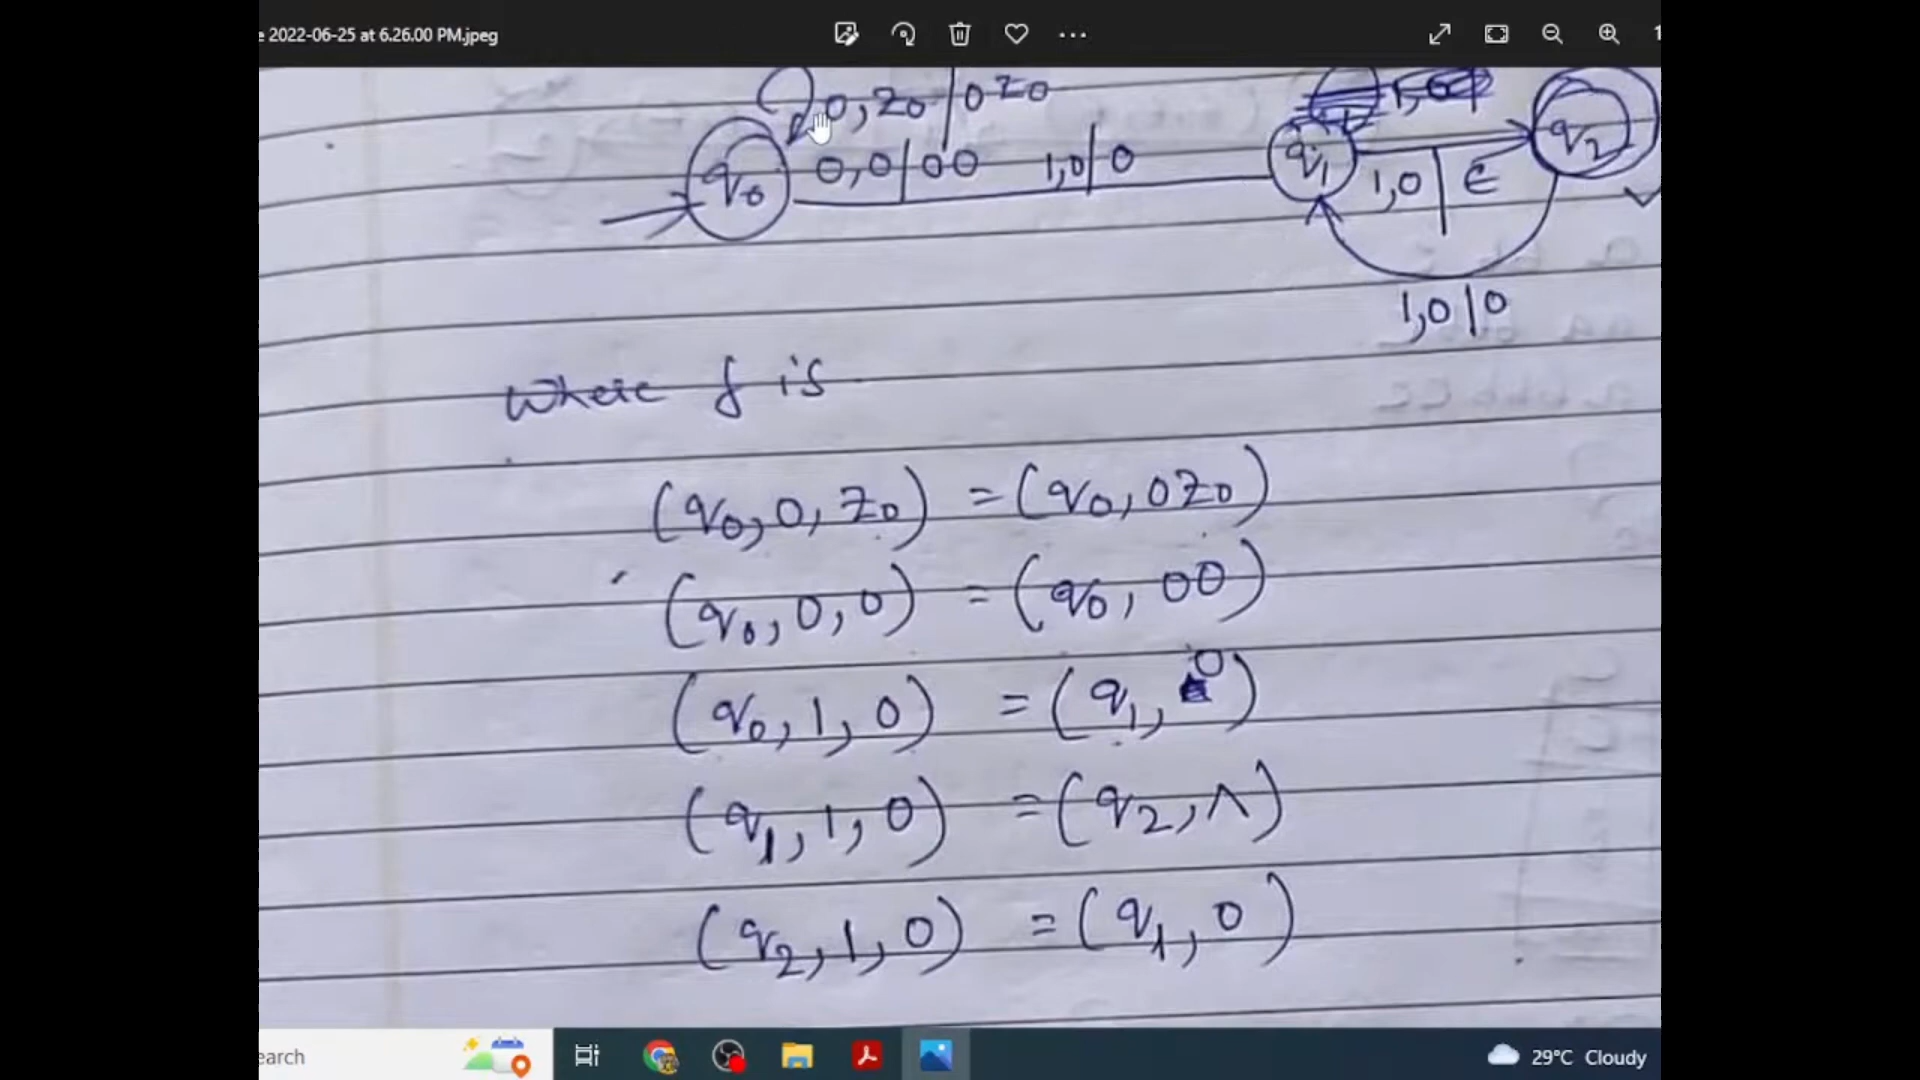 e 2022-06-25 at 6.26.00 PM.jpeg
0, z0 | 0z0
1,0
q0
0,0|00
1,0|0
q1
1,0 | ∈
q2
1,0|0
where f is
(q0, 0, z0) = (q0, 0z0)
(q0, 0, 0) = (q0, 00)
(q0, 1, 0) = (q1, 0)
(q1, 1, 0) = (q2, ∧)
(q2, 1, 0) = (q1, 0)
earch
29°C Cloudy